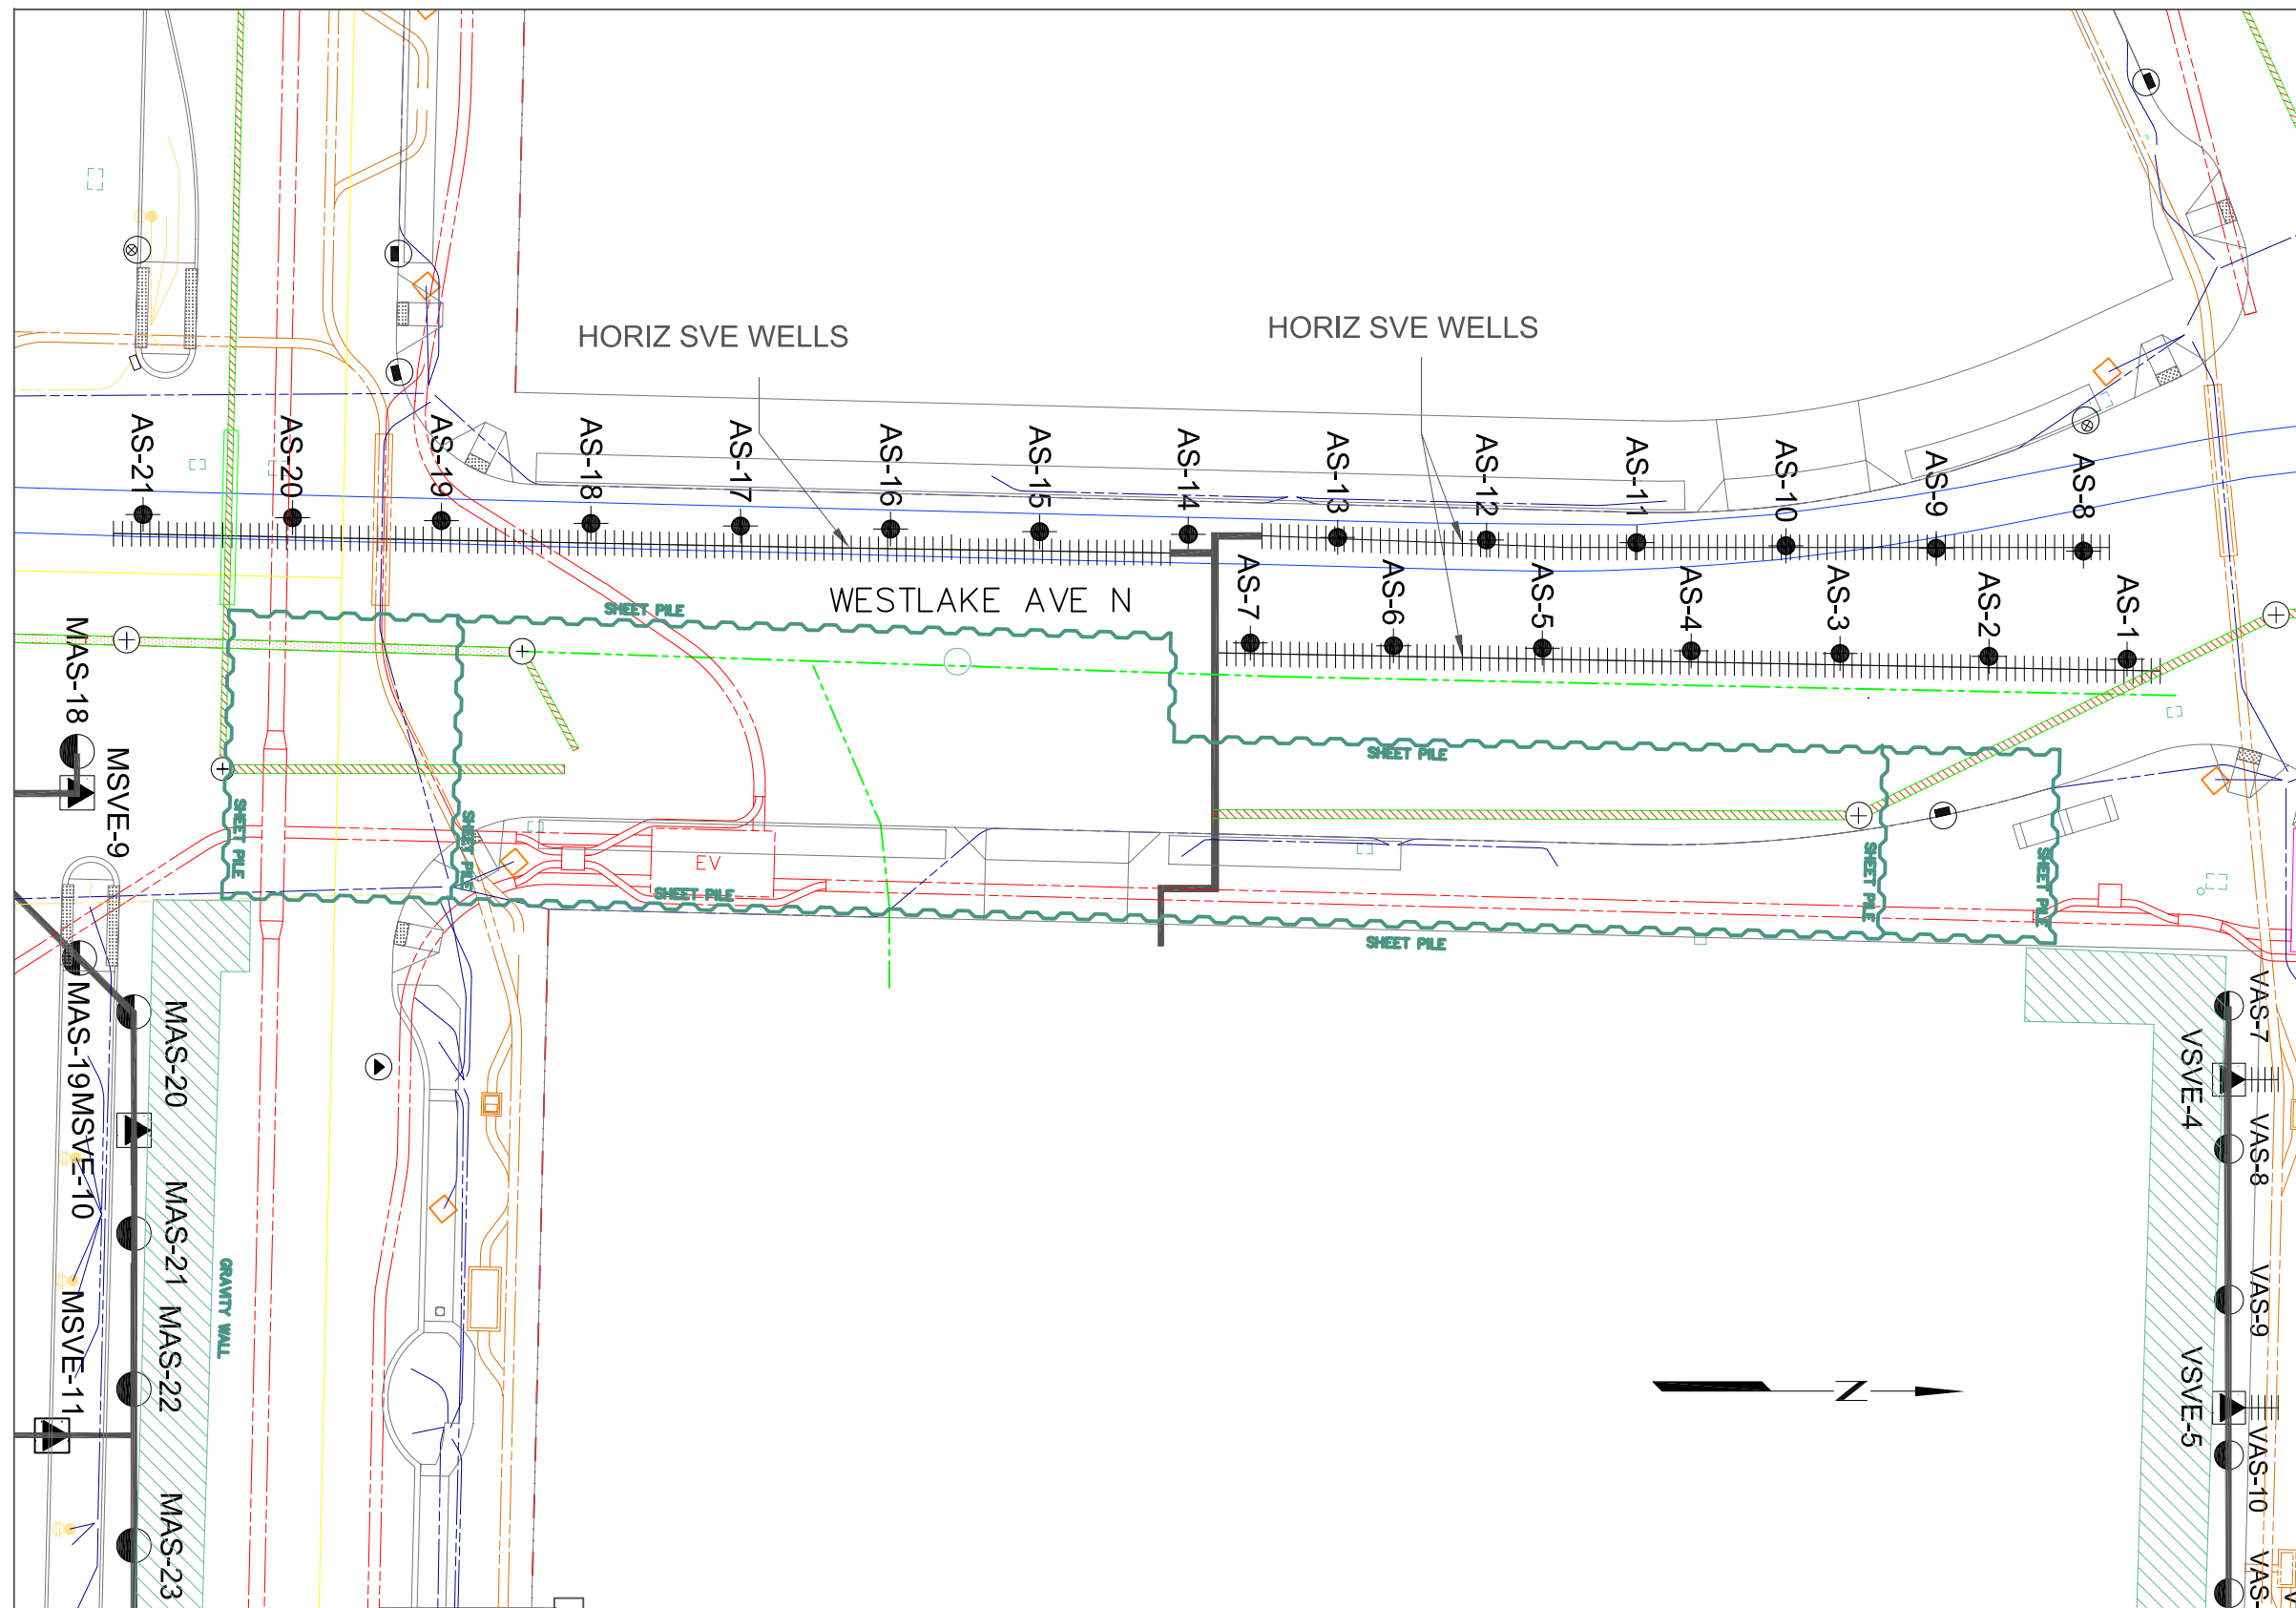 HORIZ SVE WELLS
HORIZ SVE WELLS
AS-21
AS-20
AS-19
AS-18
AS-17
AS-16
AS-15
AS-14
AS-13
AS-12
AS-11
AS-10
AS-9
AS-8
AS-7
AS-6
AS-5
AS-4
AS-3
AS-2
AS-1
WESTLAKE AVE N
SHEET PILE
SHEET PILE
SHEET PILE
SHEET PILE
SHEET PILE
SHEET PILE
SHEET PILE
SHEET PILE
EV
MAS-18
MSVE-9
MAS-19
MSVE-10
MAS-20
MAS-21
MSVE-11
MAS-22
MAS-23
GRAVITY WALL
VAS-7
VSVE-4
VAS-8
VAS-9
VSVE-5
VAS-10
VAS-
N